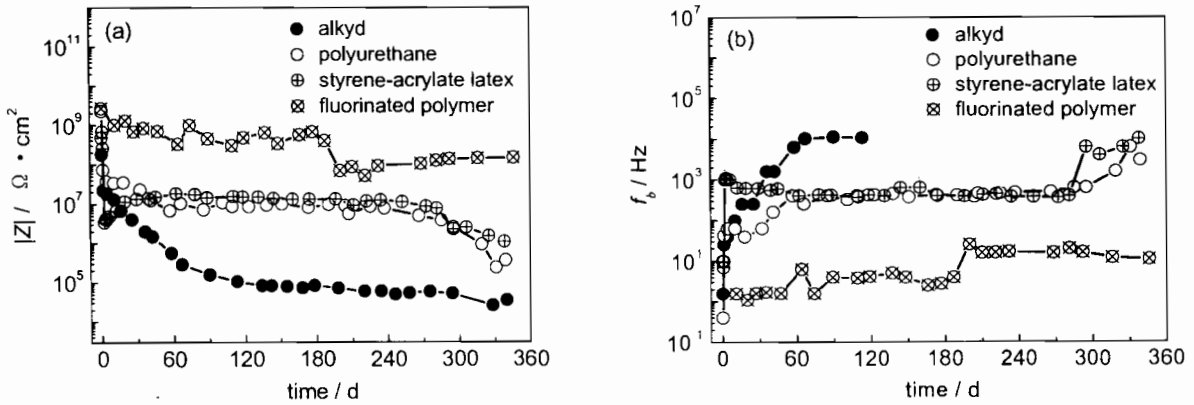 (a)
alkyd
polyurethane
styrene-acrylate latex
fluorinated polymer
10¹¹
10⁹
10⁷
10⁵
|Z| / Ω • cm²
0 60 120 180 240 300 360
time / d
(b)
alkyd
polyurethane
styrene-acrylate latex
fluorinated polymer
10⁷
10⁵
10³
10¹
10⁻¹
f_b / Hz
0 60 120 180 240 300 360
time / d